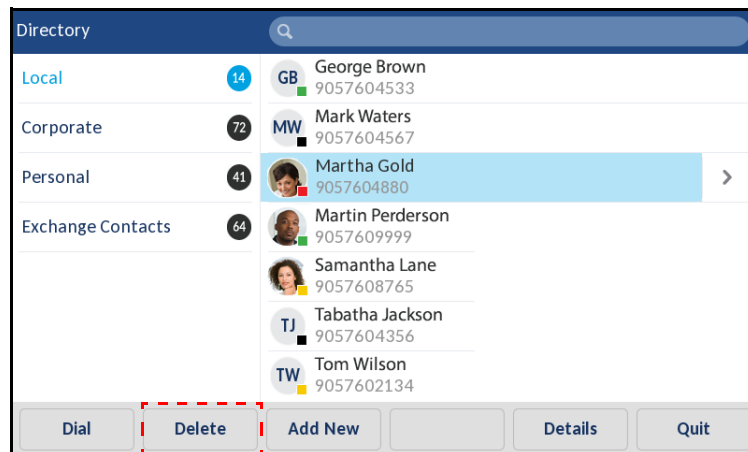 Directory
Local 14
Corporate 72
Personal 41
Exchange Contacts 64
GB George Brown
9057604533
MW Mark Waters
9057604567
Martha Gold
9057604880
Martin Perderson
9057609999
Samantha Lane
9057608765
TJ Tabatha Jackson
9057604356
TW Tom Wilson
9057602134
Dial Delete Add New Details Quit